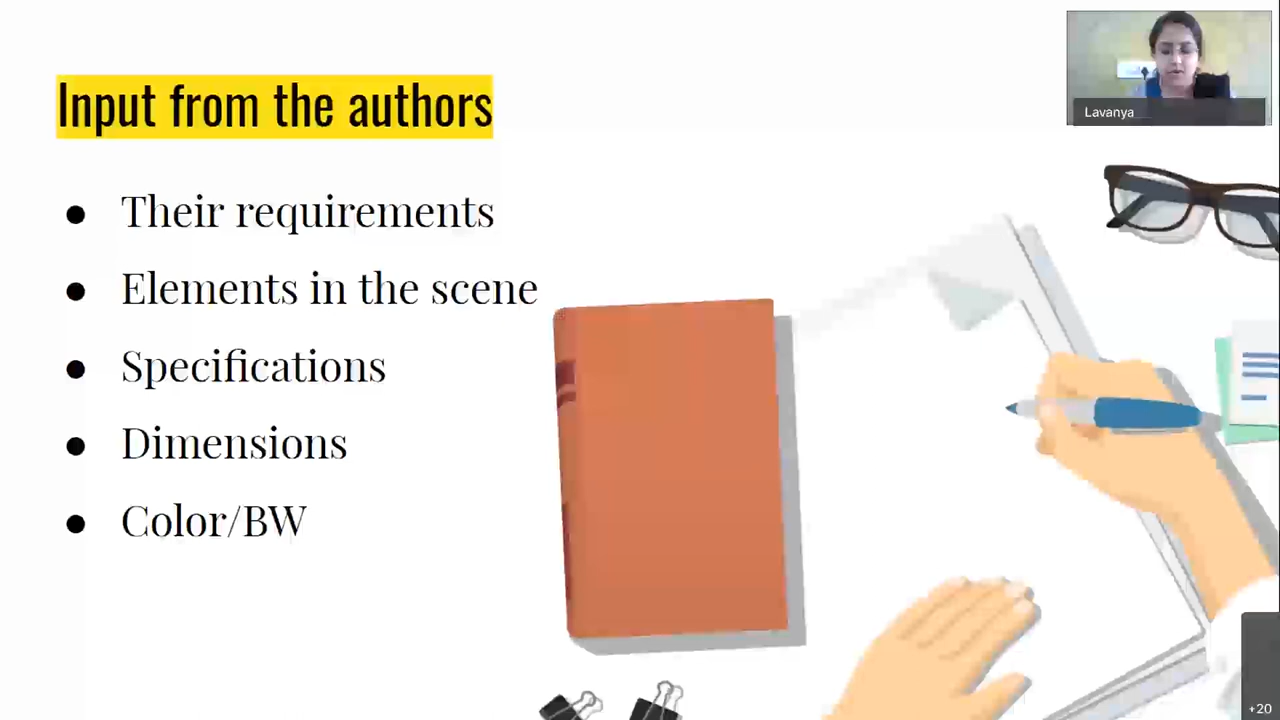 Input from the authors
Lavanya
● Their requirements
● Elements in the scene
● Specifications
● Dimensions
● Color/BW
+20